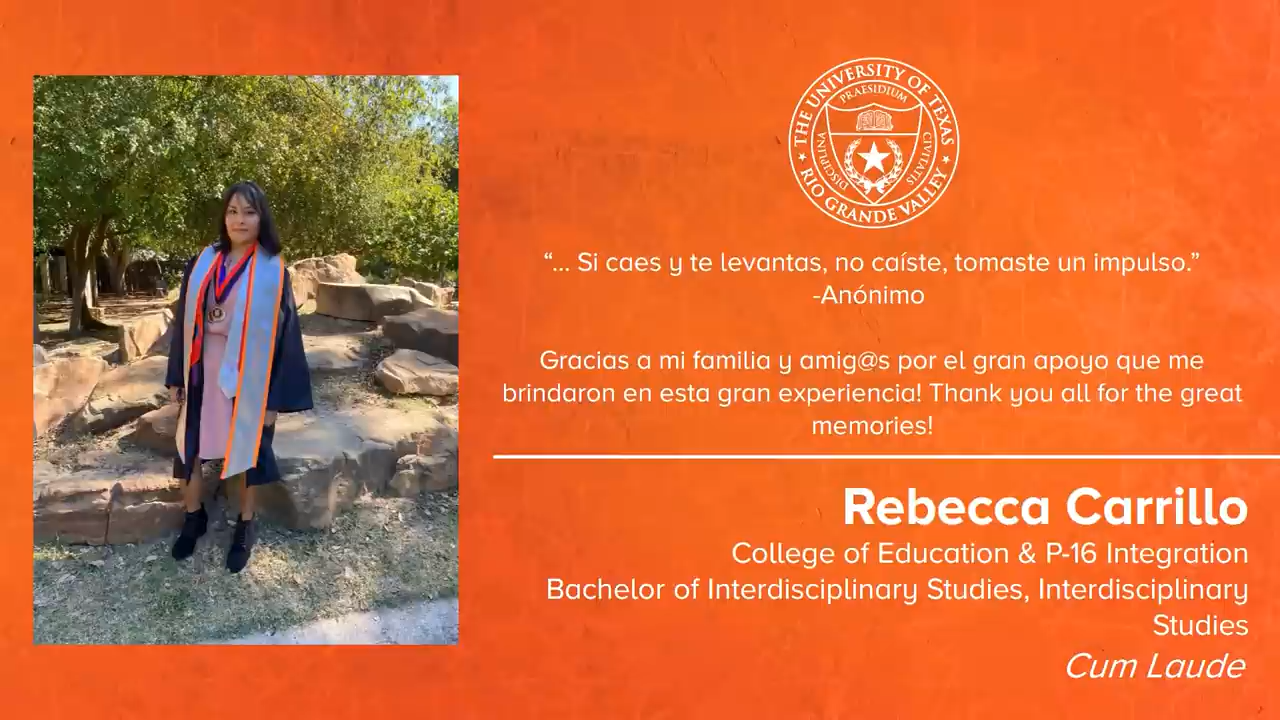 THE UNIVERSITY OF TEXAS
RIO GRANDE VALLEY
PRAESIDIUM
DISCIPLINA
CIVITATIS
“... Si caes y te levantas, no caíste, tomaste un impulso.”
-Anónimo
Gracias a mi familia y amig@s por el gran apoyo que me
brindaron en esta gran experiencia! Thank you all for the great
memories!
Rebecca Carrillo
College of Education & P-16 Integration
Bachelor of Interdisciplinary Studies, Interdisciplinary
Studies
Cum Laude